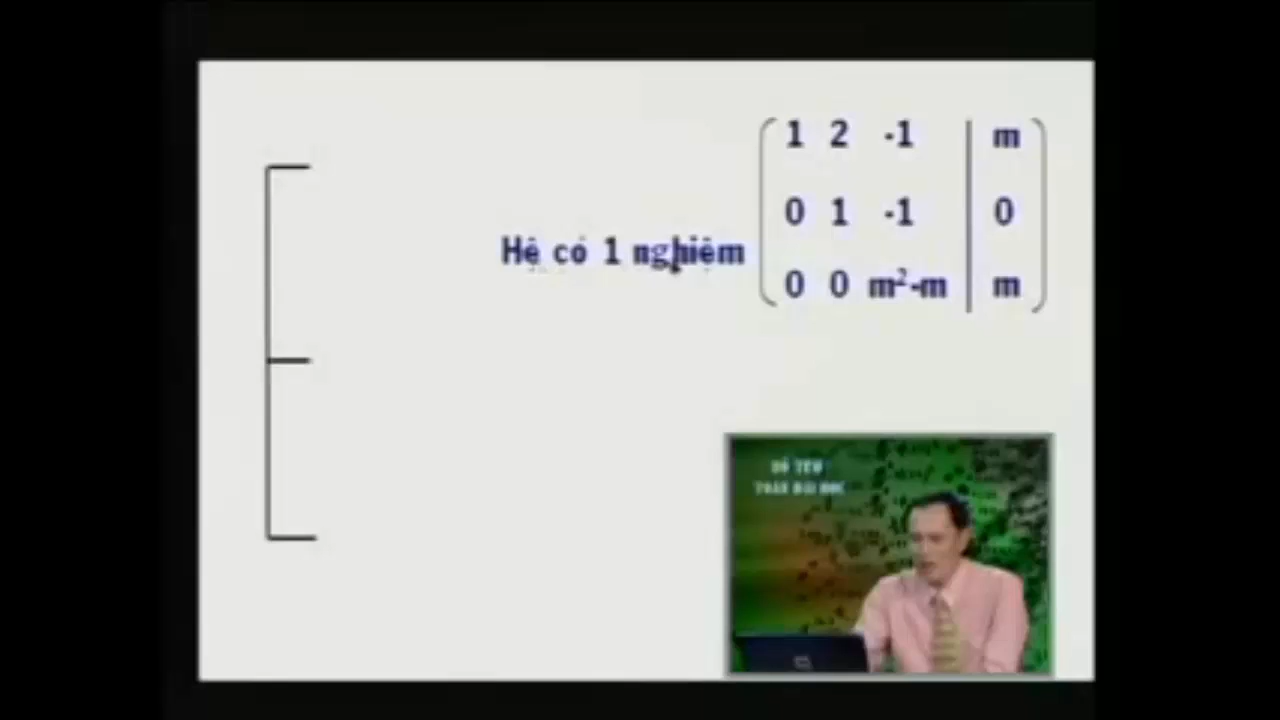 1 2 -1 m
0 1 -1 0
Hệ có 1 nghiệm
0 0 m²-m m